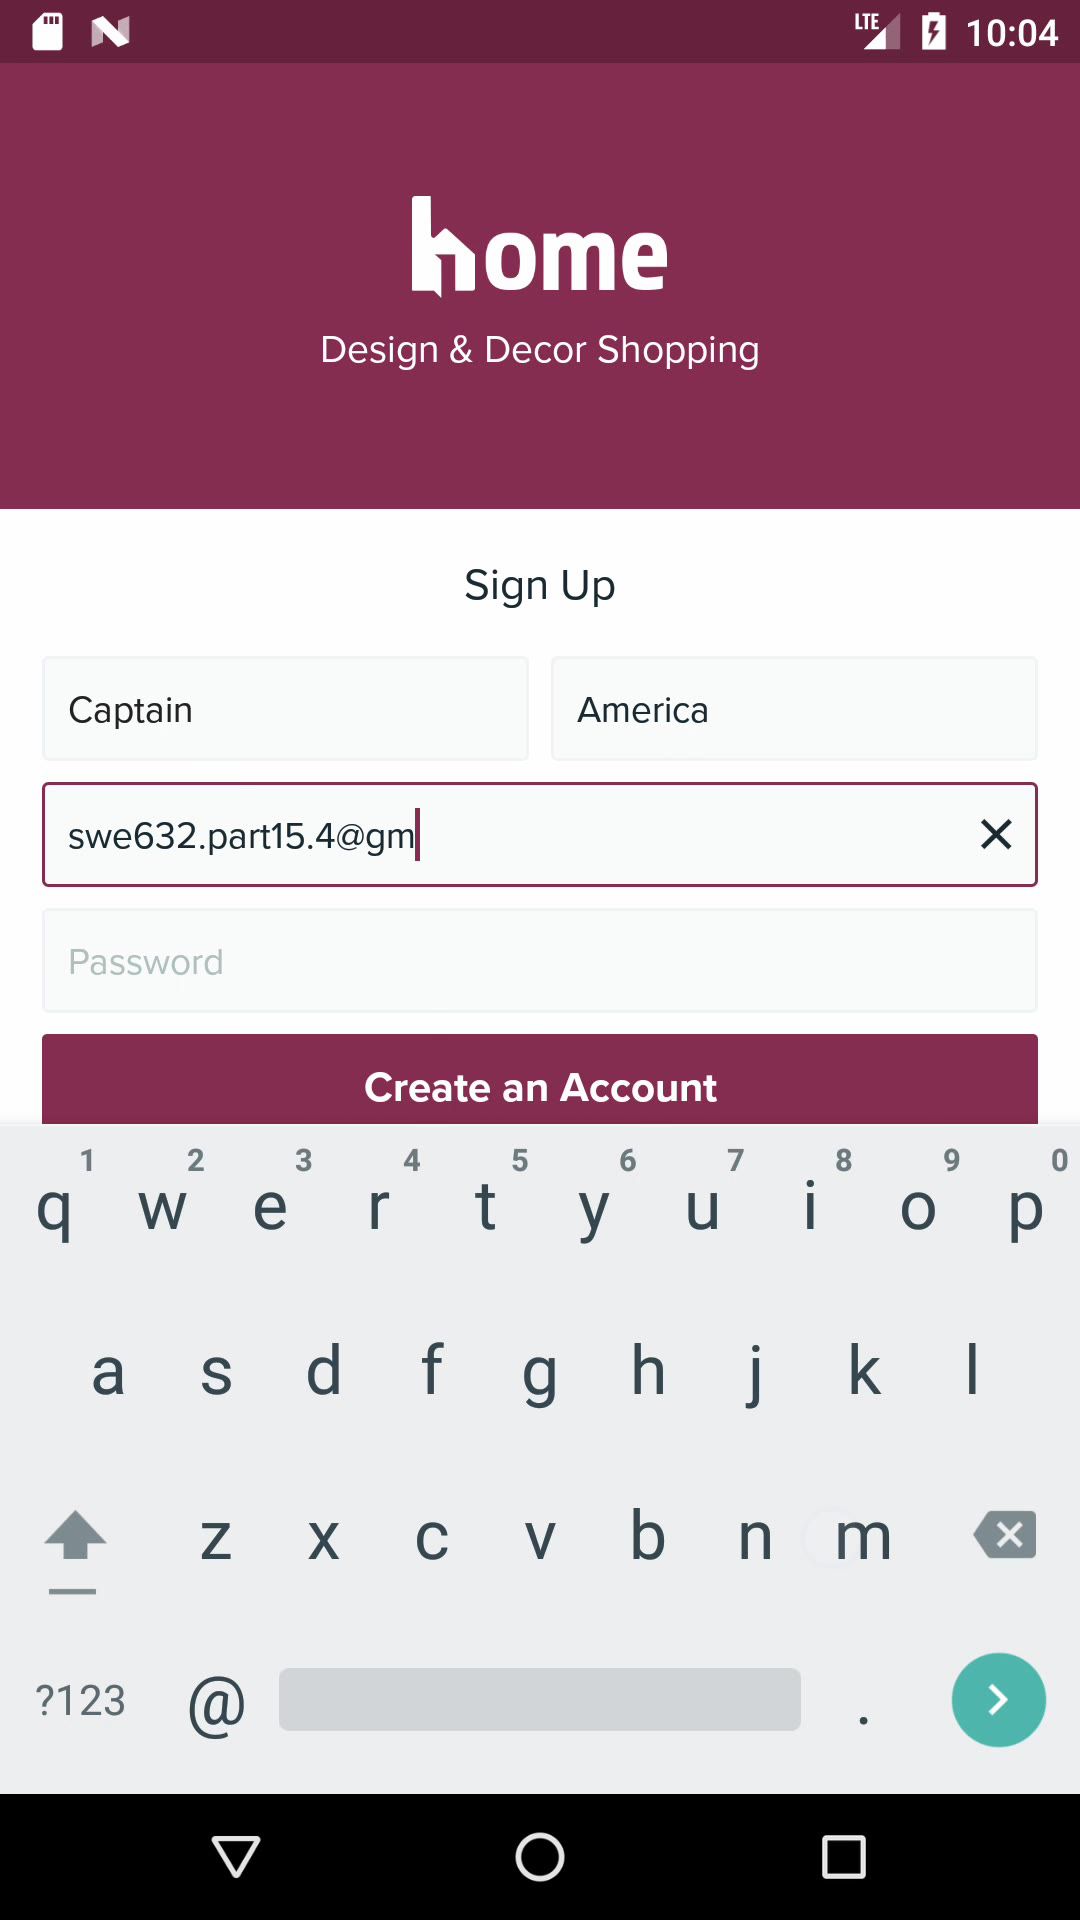 LTE 10:04
home
Design & Decor Shopping
Sign Up
Captain America
swe632.part15.4@gm
Password
Create an Account
1 2 3 4 5 6 7 8 9 0
q w e r t y u i o p
a s d f g h j k l
z x c v b n m
?123 @ .